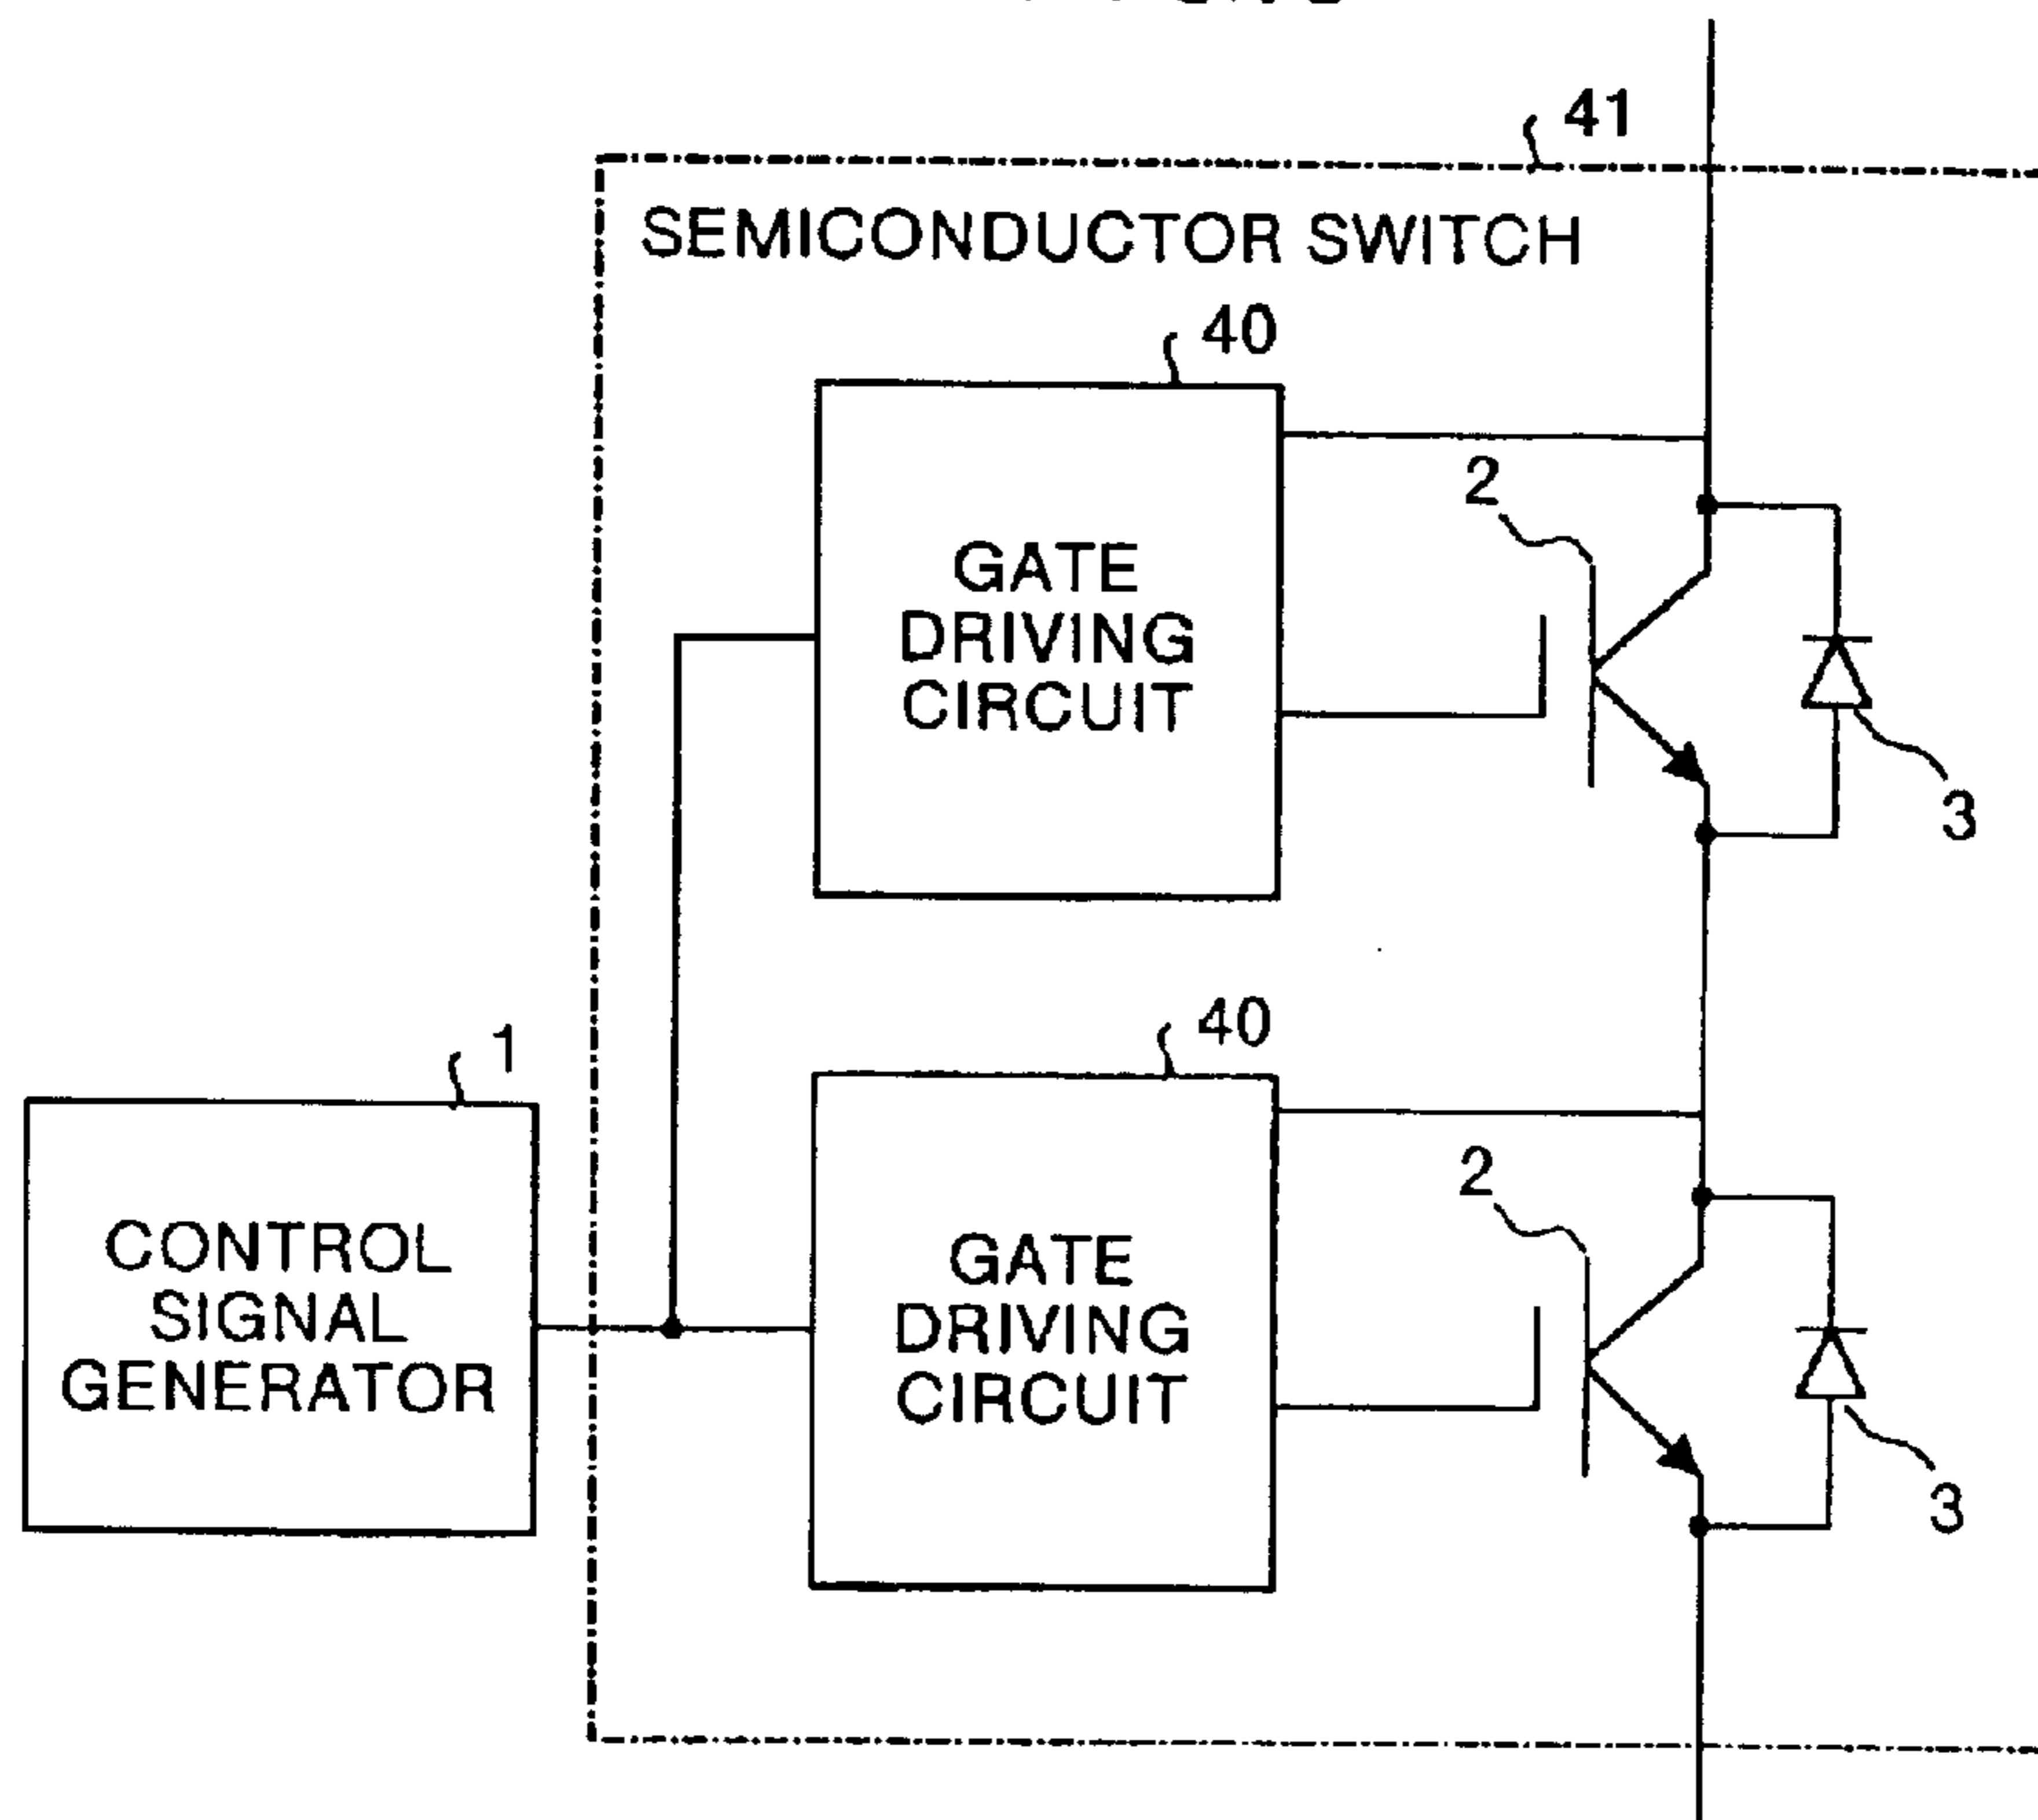 41
SEMICONDUCTOR SWITCH
40
GATE
DRIVING
CIRCUIT
2
3
40
1
GATE
DRIVING
CIRCUIT
2
3
CONTROL
SIGNAL
GENERATOR